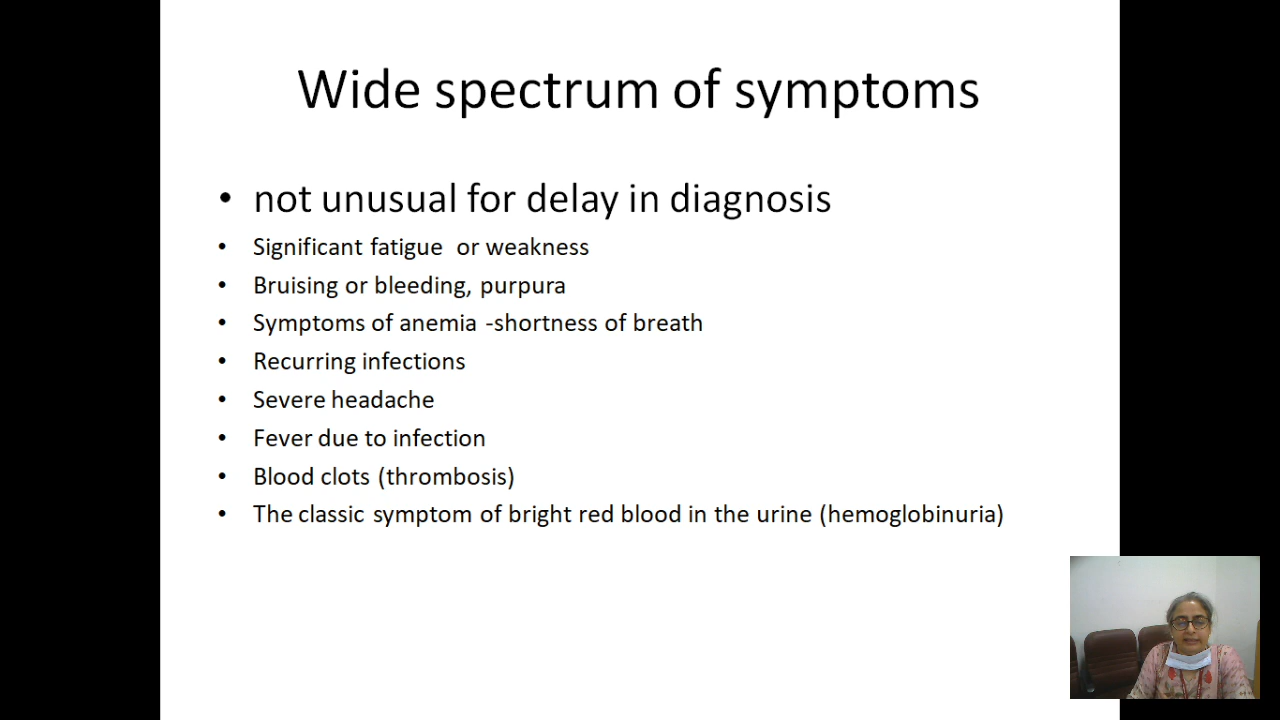 Wide spectrum of symptoms
• not unusual for delay in diagnosis
• Significant fatigue or weakness
• Bruising or bleeding, purpura
• Symptoms of anemia -shortness of breath
• Recurring infections
• Severe headache
• Fever due to infection
• Blood clots (thrombosis)
• The classic symptom of bright red blood in the urine (hemoglobinuria)